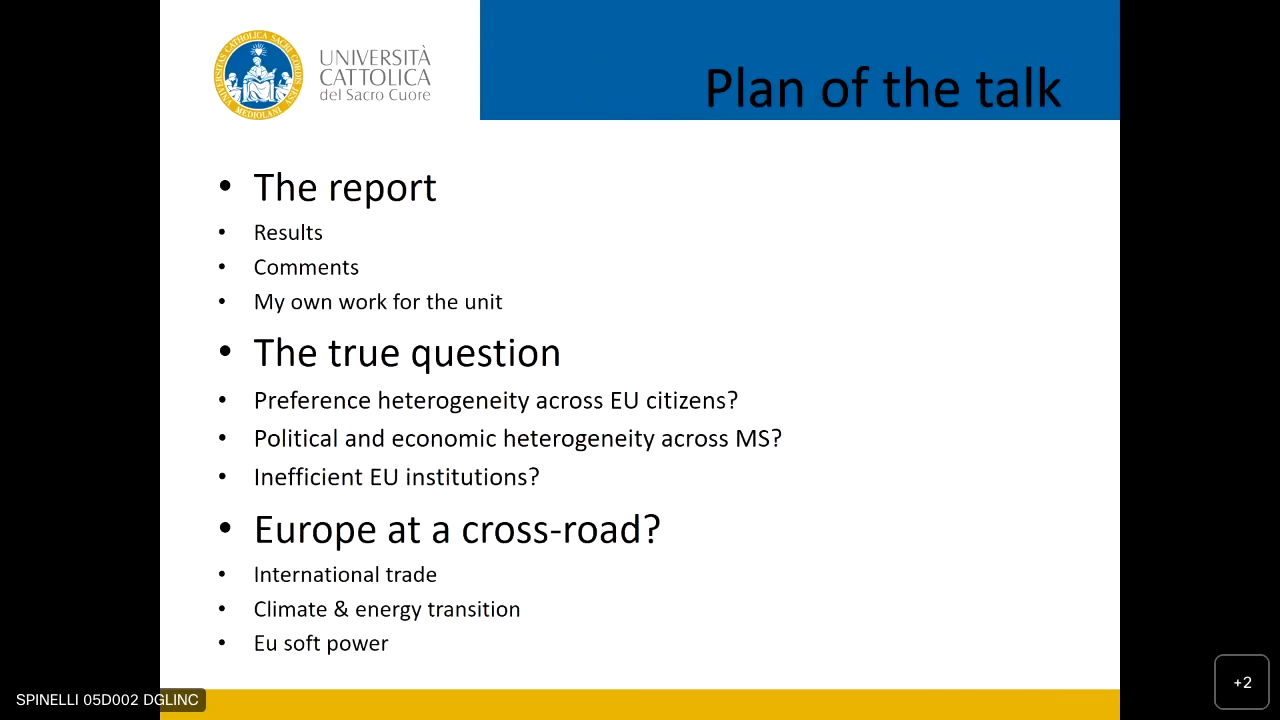 UNIVERSITÀ
CATTOLICA
del Sacro Cuore
Plan of the talk
• The report
• Results
• Comments
• My own work for the unit
• The true question
• Preference heterogeneity across EU citizens?
• Political and economic heterogeneity across MS?
• Inefficient EU institutions?
• Europe at a cross-road?
• International trade
• Climate & energy transition
• Eu soft power
SPINELLI 05D002 DGLINC
+2